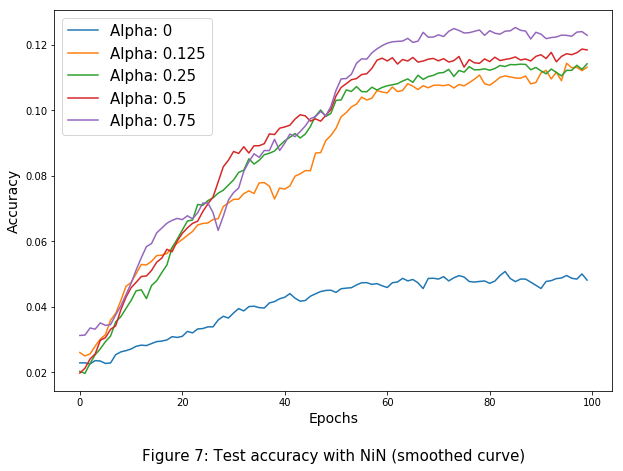 Alpha: 0
Alpha: 0.125
Alpha: 0.25
Alpha: 0.5
Alpha: 0.75
0.12
0.10
0.08
0.06
0.04
0.02
Accuracy
0 20 40 60 80 100
Epochs
Figure 7: Test accuracy with NiN (smoothed curve)